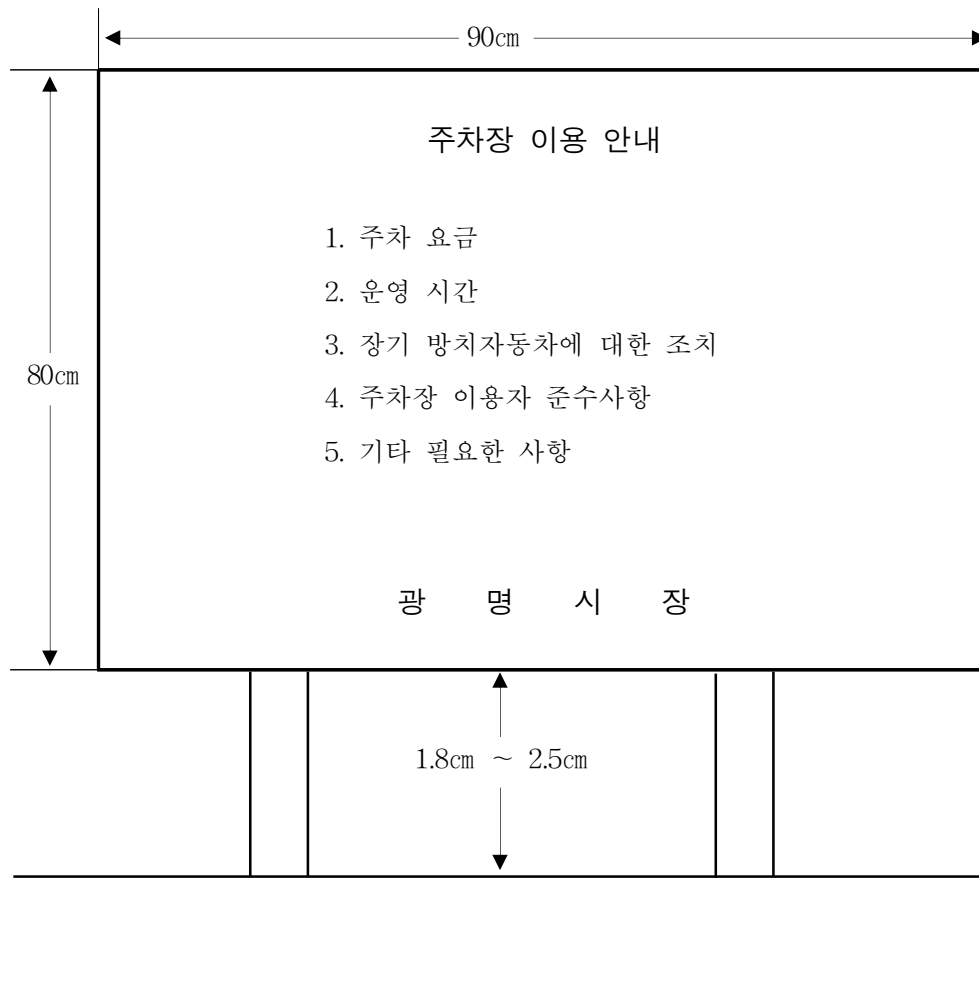 90㎝
주차장 이용 안내
1. 주차 요금
2. 운영 시간
3. 장기 방치자동차에 대한 조치
80㎝
4. 주차장 이용자 준수사항
5. 기타 필요한 사항
광 명 시 장
1.8㎝ ~ 2.5㎝